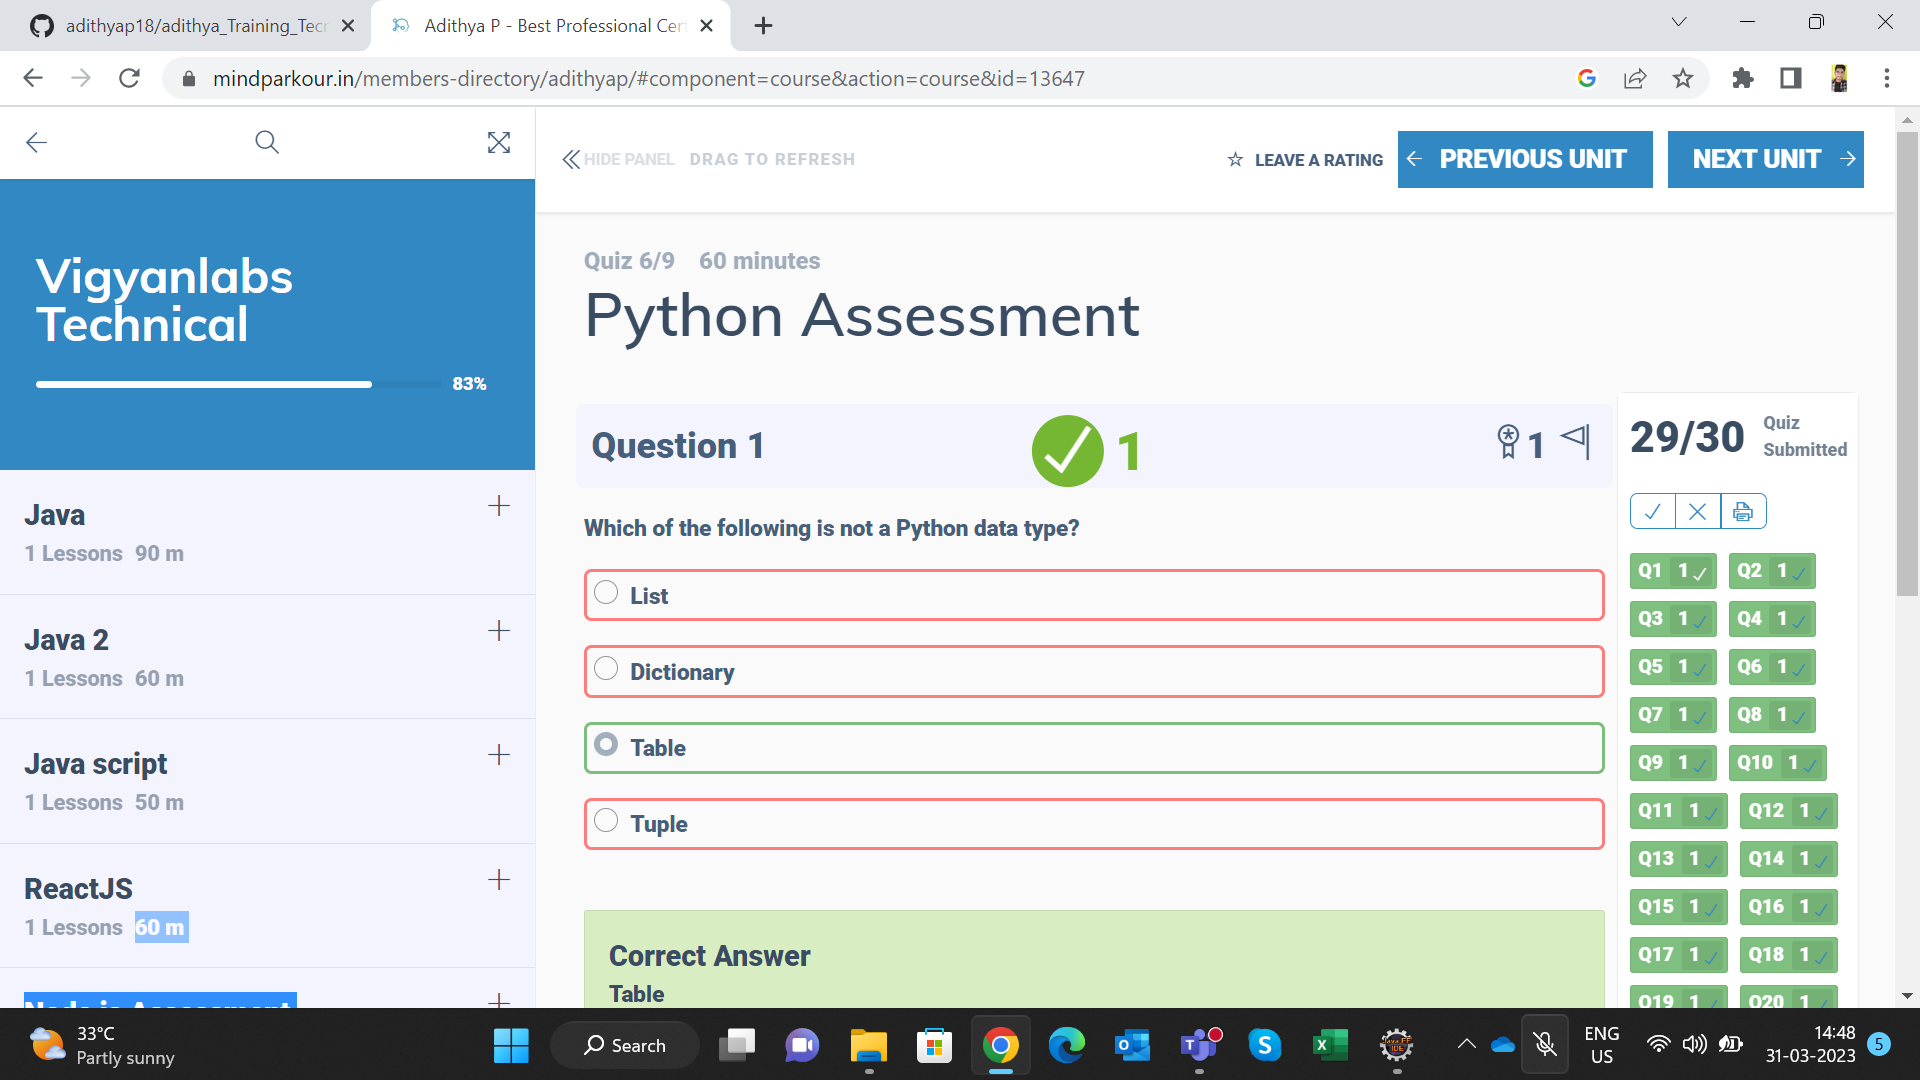 adithyap18/adithya_Training_Tecr
Adithya P - Best Professional Cer
mindparkour.in/members-directory/adithyap/#component=course&action=course&id=13647
HIDE PANEL DRAG TO REFRESH
LEAVE A RATING
PREVIOUS UNIT
NEXT UNIT
Vigyanlabs
Technical
83%
Java
1 Lessons 90 m
Java 2
1 Lessons 60 m
Java script
1 Lessons 50 m
ReactJS
1 Lessons 60 m
Quiz 6/9 60 minutes
Python Assessment
Question 1
1
1
Which of the following is not a Python data type?
List
Dictionary
Table
Tuple
Correct Answer
Table
29/30
Quiz
Submitted
Q1 1 Q2 1
Q3 1 Q4 1
Q5 1 Q6 1
Q7 1 Q8 1
Q9 1 Q10 1
Q11 1 Q12 1
Q13 1 Q14 1
Q15 1 Q16 1
Q17 1 Q18 1
Q19 1 Q20 1
33°C
Partly sunny
Search
ENG
US
14:48
31-03-2023
5